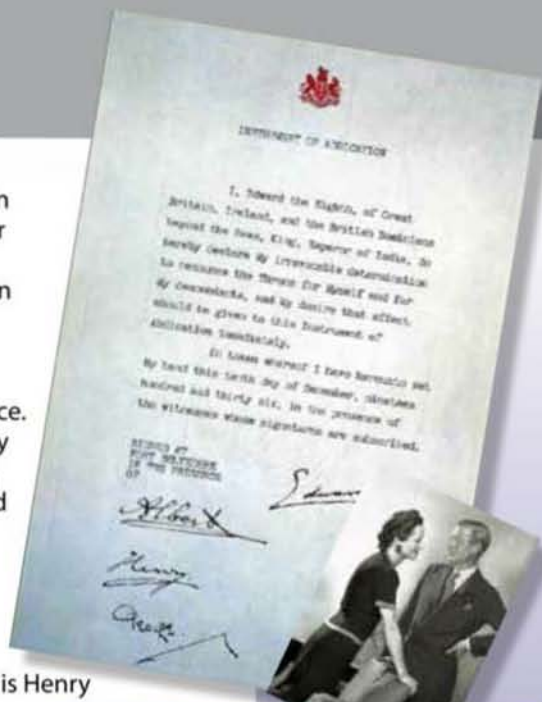 n
r
n
ce.
y
d
is Henry
INSTRUMENT OF ABDICATION
I, Edward the Eighth, of Great
Britain, Ireland, and the British Dominions
beyond the Seas, King, Emperor of India, do
hereby declare My irrevocable determination
to renounce the Throne for Myself and for
My descendants, and My desire that effect
should be given to this Instrument of
Abdication immediately.
In token whereof I have hereunto set
My hand this tenth day of December, nineteen
hundred and thirty six, in the presence of
the witnesses whose signatures are subscribed.
SIGNED AT
FORT BELVEDERE
IN THE PRESENCE
OF
Edward
Albert
Henry
George